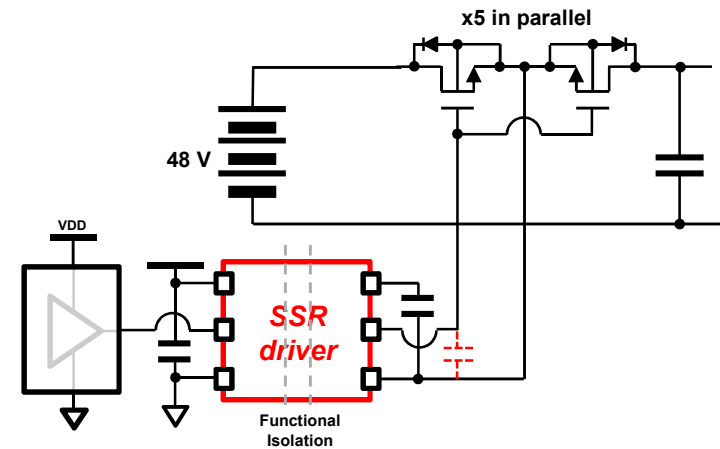 x5 in parallel
48 V
VDD
SSR
driver
Functional
Isolation